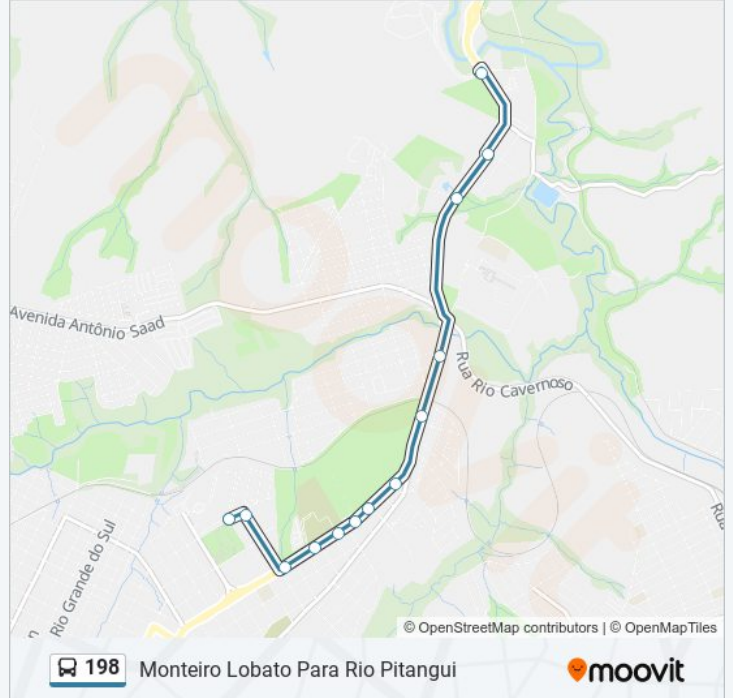 Avenida Antônio Saad
Rua Rio Cavernoso
Rio Grande do Sul
© OpenStreetMap contributors | © OpenMapTiles
198 Monteiro Lobato Para Rio Pitangui
moovit